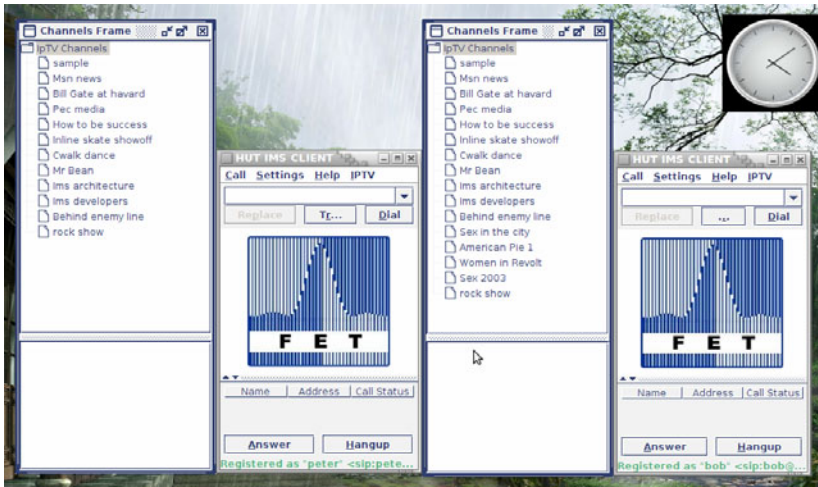 Channels Frame
IpTV Channels
sample
Msn news
Bill Gate at havard
Pec media
How to be success
Inline skate showoff
Cwalk dance
Mr Bean
Ims architecture
Ims developers
Behind enemy line
rock show
HUT IMS CLIENT
Call Settings Help IPTV
Replace Tr... Dial
F E T
Name Address Call Status
Answer Hangup
Registered as "peter" <sip:pete...
Channels Frame
IpTV Channels
sample
Msn news
Bill Gate at havard
Pec media
How to be success
Inline skate showoff
Cwalk dance
Mr Bean
Ims architecture
Ims developers
Behind enemy line
Sex in the city
American Pie 1
Women in Revolt
Sex 2003
rock show
HUT IMS CLIENT
Call Settings Help IPTV
Replace ... Dial
F E T
Name Address Call Status
Answer Hangup
Registered as "bob" <sip:bob@...